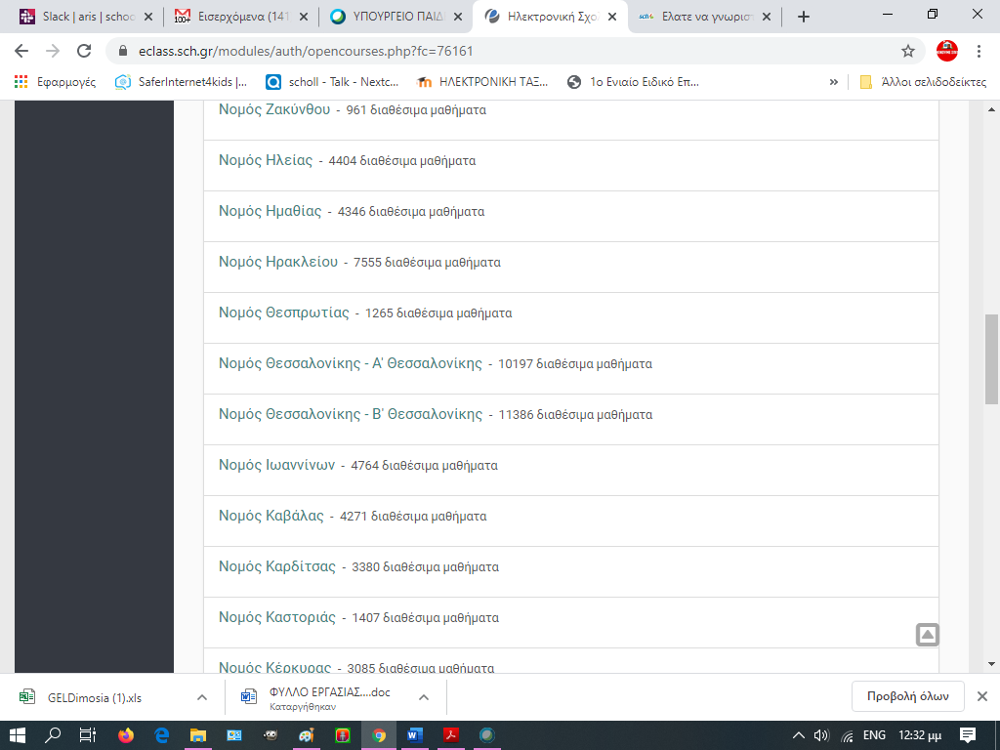 Slack | aris | schoo
Εισερχόμενα (141
ΥΠΟΥΡΓΕΙΟ ΠΑΙΔ
Ηλεκτρονική Σχο
Ελατε να γνωριστ
eclass.sch.gr/modules/auth/opencourses.php?fc=76161
Εφαρμογές
SaferInternet4kids |...
scholl - Talk - Nextc...
ΗΛΕΚΤΡΟΝΙΚΗ ΤΑΞ...
1ο Ενιαίο Ειδικό Επ...
»
Άλλοι σελιδοδείκτες
Νομός Ζακύνθου - 961 διαθέσιμα μαθήματα
Νομός Ηλείας - 4404 διαθέσιμα μαθήματα
Νομός Ημαθίας - 4346 διαθέσιμα μαθήματα
Νομός Ηρακλείου - 7555 διαθέσιμα μαθήματα
Νομός Θεσπρωτίας - 1265 διαθέσιμα μαθήματα
Νομός Θεσσαλονίκης - Α' Θεσσαλονίκης - 10197 διαθέσιμα μαθήματα
Νομός Θεσσαλονίκης - Β' Θεσσαλονίκης - 11386 διαθέσιμα μαθήματα
Νομός Ιωαννίνων - 4764 διαθέσιμα μαθήματα
Νομός Καβάλας - 4271 διαθέσιμα μαθήματα
Νομός Καρδίτσας - 3380 διαθέσιμα μαθήματα
Νομός Καστοριάς - 1407 διαθέσιμα μαθήματα
Νομός Κέρκυρας - 3085 διαθέσιμα μαθήματα
GELDimosia (1).xls
ΦΥΛΛΟ ΕΡΓΑΣΙΑΣ....doc
Καταργήθηκαν
Προβολή όλων
ENG
12:32 μμ